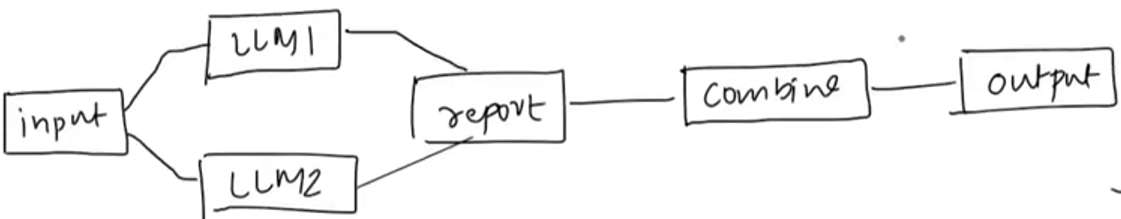 input
LLM1
LLM2
report
combine
output